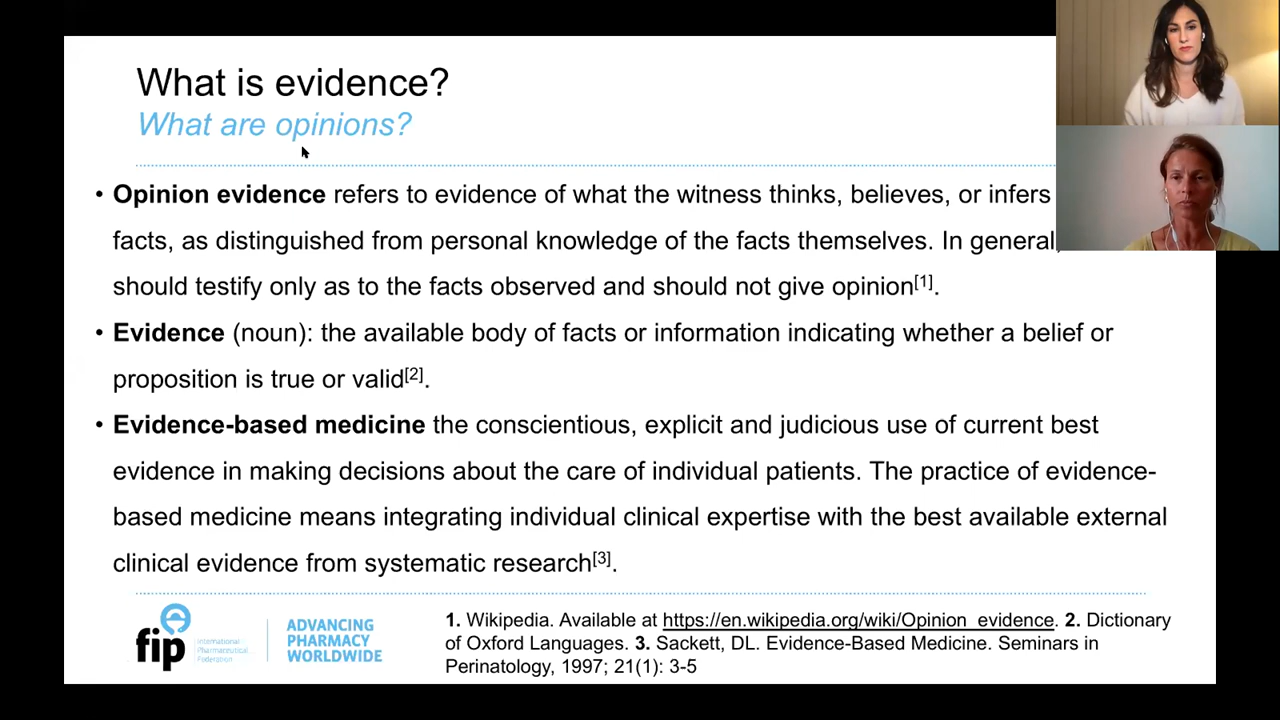 What is evidence?
What are opinions?
• Opinion evidence refers to evidence of what the witness thinks, believes, or infers
facts, as distinguished from personal knowledge of the facts themselves. In general,
should testify only as to the facts observed and should not give opinion[1].
• Evidence (noun): the available body of facts or information indicating whether a belief or
proposition is true or valid[2].
• Evidence-based medicine the conscientious, explicit and judicious use of current best
evidence in making decisions about the care of individual patients. The practice of evidence-
based medicine means integrating individual clinical expertise with the best available external
clinical evidence from systematic research[3].
fip
International
Pharmaceutical
Federation
ADVANCING
PHARMACY
WORLDWIDE
1. Wikipedia. Available at https://en.wikipedia.org/wiki/Opinion_evidence. 2. Dictionary
of Oxford Languages. 3. Sackett, DL. Evidence-Based Medicine. Seminars in
Perinatology, 1997; 21(1): 3-5